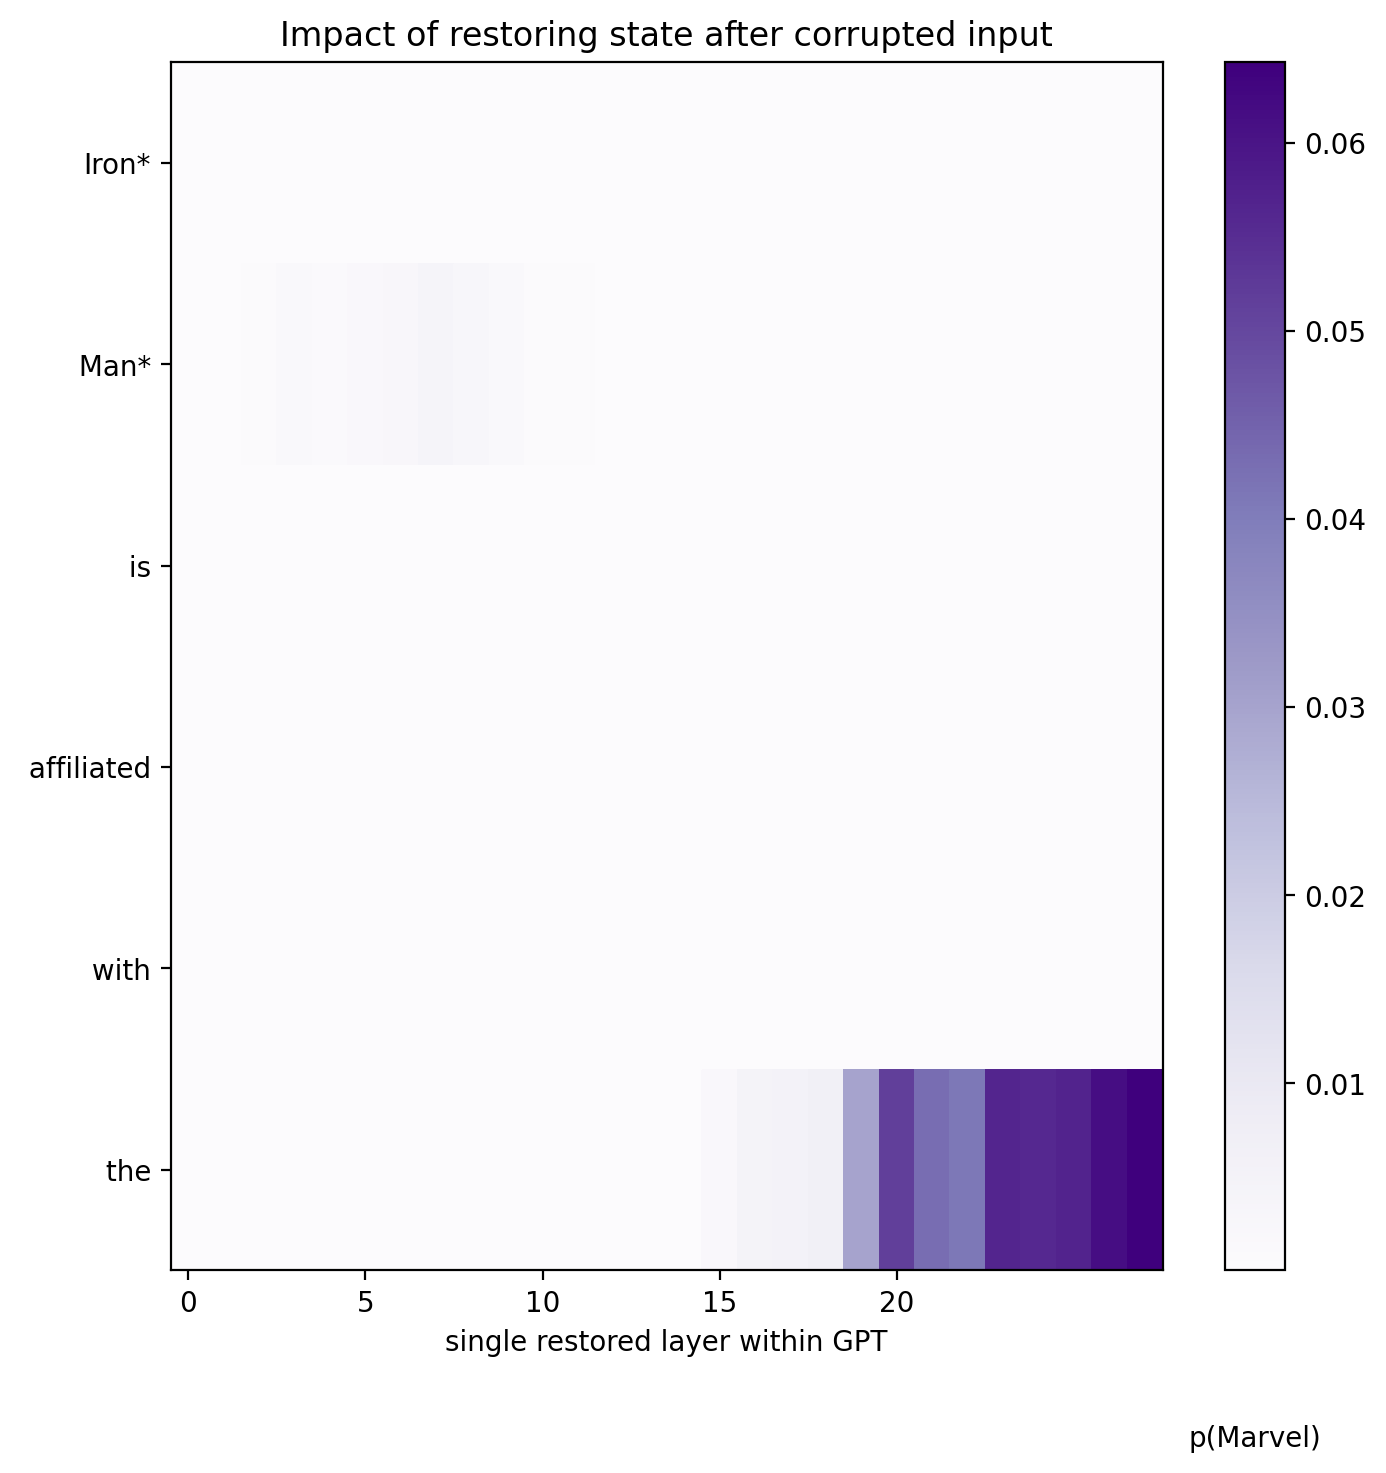 Impact of restoring state after corrupted input
Iron*
Man*
is
affiliated
with
the
0 5 10 15 20
single restored layer within GPT
0.06
0.05
0.04
0.03
0.02
0.01
p(Marvel)